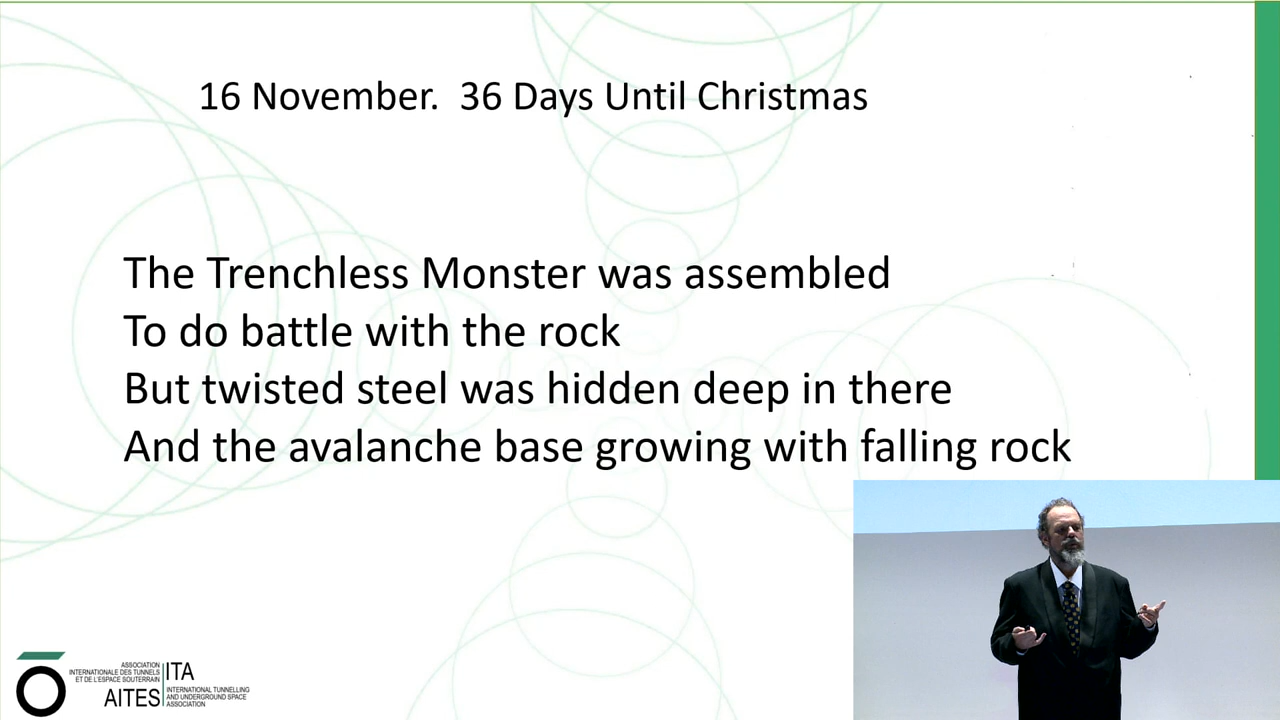 16 November. 36 Days Until Christmas
The Trenchless Monster was assembled
To do battle with the rock
But twisted steel was hidden deep in there
And the avalanche base growing with falling rock
ASSOCIATION
INTERNATIONALE DES TUNNELS
ET DE L'ESPACE SOUTERRAIN
AITES
ITA
INTERNATIONAL TUNNELLING
AND UNDERGROUND SPACE
ASSOCIATION